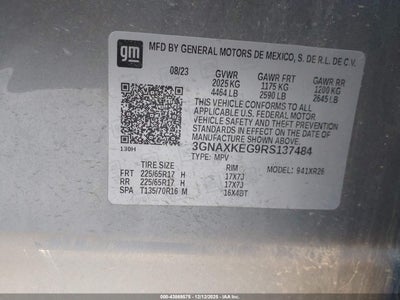 gm
MFD BY GENERAL MOTORS DE MEXICO, S. DE R.L. DE C.V.
08/23 GVWR GAWR FRT GAWR RR
2025 KG 1175 KG 1200 KG
4464 LB 2590 LB 2645 LB
THIS VEHICLE CONFORMS TO ALL
APPLICABLE U.S. FEDERAL MOTOR
VEHICLE SAFETY, BUMPER, AND THEFT
PREVENTION STANDARDS IN EFFECT ON THE
DATE OF MANUFACTURE SHOWN ABOVE.
3GNAXKEG9RS137484
130H TYPE: MPV
TIRE SIZE RIM MODEL: 941XR26
FRT 225/65R17 H 17X7J
RR 225/65R17 H 17X7J
SPA T135/70R16 M 16X4BT
000-43668575 - 12/12/2025 - IAAI.COM